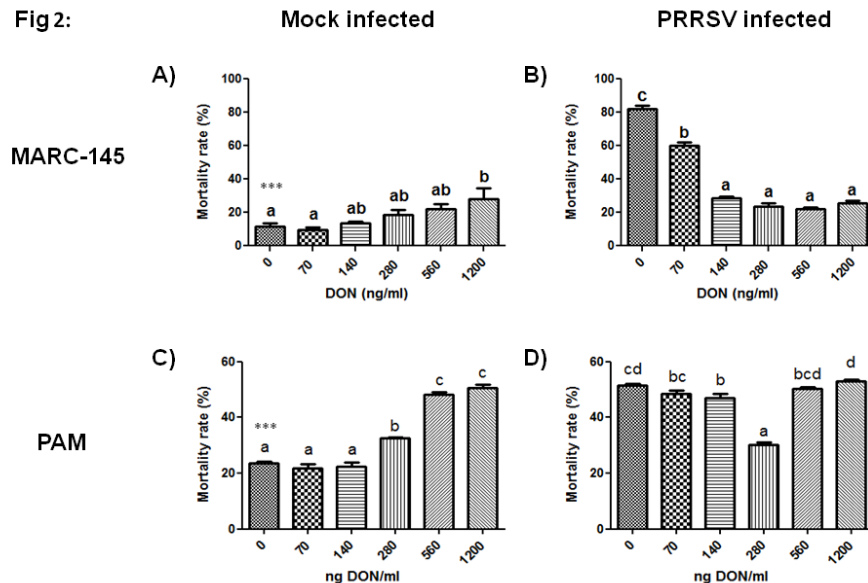 Fig 2:
Mock infected
PRRSV infected
MARC-145
A)
Mortality rate (%)
100
80
60
40
20
0
***
a
a
ab
ab
ab
b
0
70
140
280
560
1200
DON (ng/ml)
B)
Mortality rate (%)
100
80
60
40
20
0
c
b
a
a
a
a
0
70
140
280
560
1200
DON (ng/ml)
PAM
C)
Mortality rate (%)
60
40
20
0
***
a
a
a
b
c
c
0
70
140
280
560
1200
ng DON/ml
D)
Mortality rate (%)
60
40
20
0
cd
bc
b
a
bcd
d
0
70
140
280
560
1200
ng DON/ml